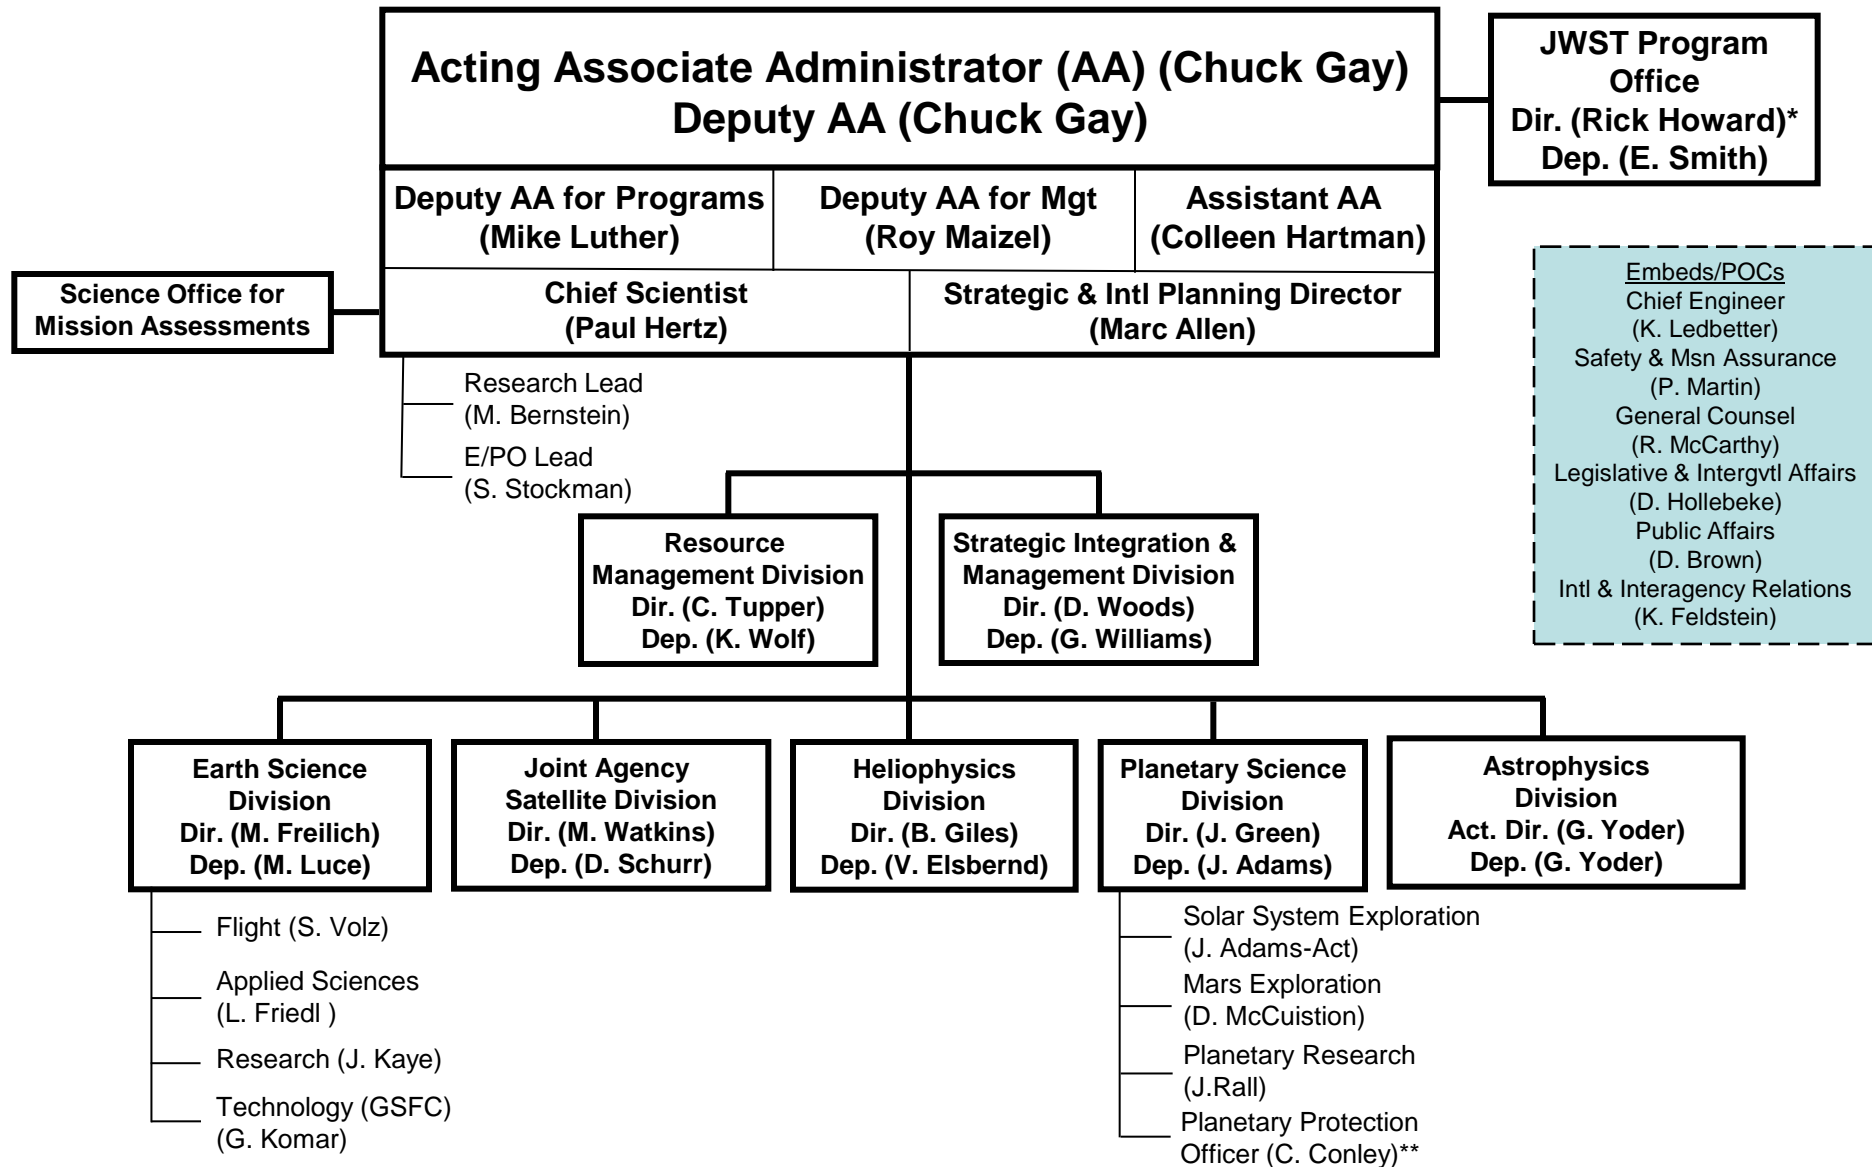 Acting Associate Administrator (AA) (Chuck Gay)
Deputy AA (Chuck Gay)
JWST Program
Office
Dir. (Rick Howard)*
Dep. (E. Smith)
Deputy AA for Programs
(Mike Luther)
Deputy AA for Mgt
(Roy Maizel)
Assistant AA
(Colleen Hartman)
Science Office for
Mission Assessments
Chief Scientist
(Paul Hertz)
Strategic & Intl Planning Director
(Marc Allen)
Embeds/POCs
Chief Engineer
(K. Ledbetter)
Safety & Msn Assurance
(P. Martin)
General Counsel
(R. McCarthy)
Legislative & Intergvtl Affairs
(D. Hollebeke)
Public Affairs
(D. Brown)
Intl & Interagency Relations
(K. Feldstein)
Research Lead
(M. Bernstein)
E/PO Lead
(S. Stockman)
Resource
Management Division
Dir. (C. Tupper)
Dep. (K. Wolf)
Strategic Integration &
Management Division
Dir. (D. Woods)
Dep. (G. Williams)
Earth Science
Division
Dir. (M. Freilich)
Dep. (M. Luce)
Joint Agency
Satellite Division
Dir. (M. Watkins)
Dep. (D. Schurr)
Heliophysics
Division
Dir. (B. Giles)
Dep. (V. Elsbernd)
Planetary Science
Division
Dir. (J. Green)
Dep. (J. Adams)
Astrophysics
Division
Act. Dir. (G. Yoder)
Dep. (G. Yoder)
Flight (S. Volz)
Applied Sciences
(L. Friedl )
Research (J. Kaye)
Technology (GSFC)
(G. Komar)
Solar System Exploration
(J. Adams-Act)
Mars Exploration
(D. McCuistion)
Planetary Research
(J.Rall)
Planetary Protection
Officer (C. Conley)**